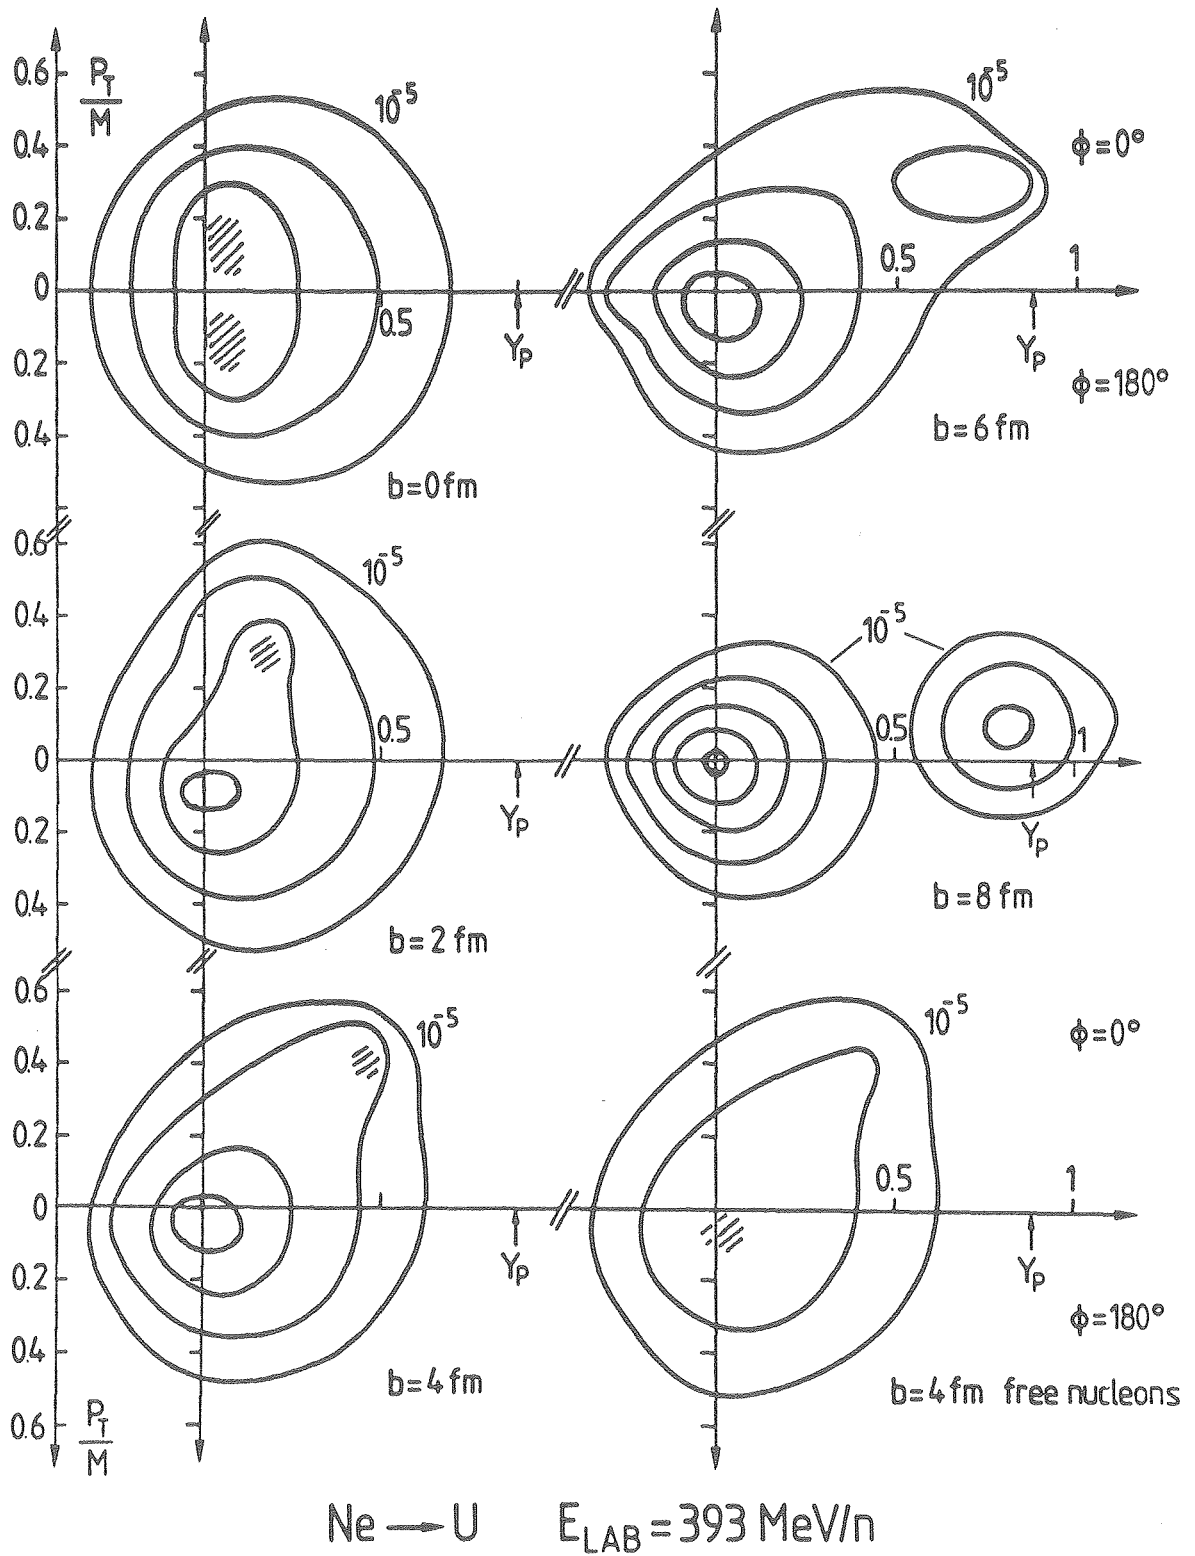 0.6
P_T/M
0.4
0.2
0
0.2
0.4
10^-5
0.5
Y_P
b=0 fm
10^-5
ϕ=0°
0.5
1
Y_P
ϕ=180°
b=6 fm
0.6
0.4
0.2
0
0.2
0.4
10^-5
0.5
Y_P
b=2 fm
10^-5
0.5
1
Y_P
b=8 fm
0.6
0.4
0.2
0
0.2
0.4
0.6
P_T/M
10^-5
Y_P
b=4 fm
10^-5
ϕ=0°
0.5
1
Y_P
ϕ=180°
b=4 fm free nucleons
Ne → U E_LAB = 393 MeV/n